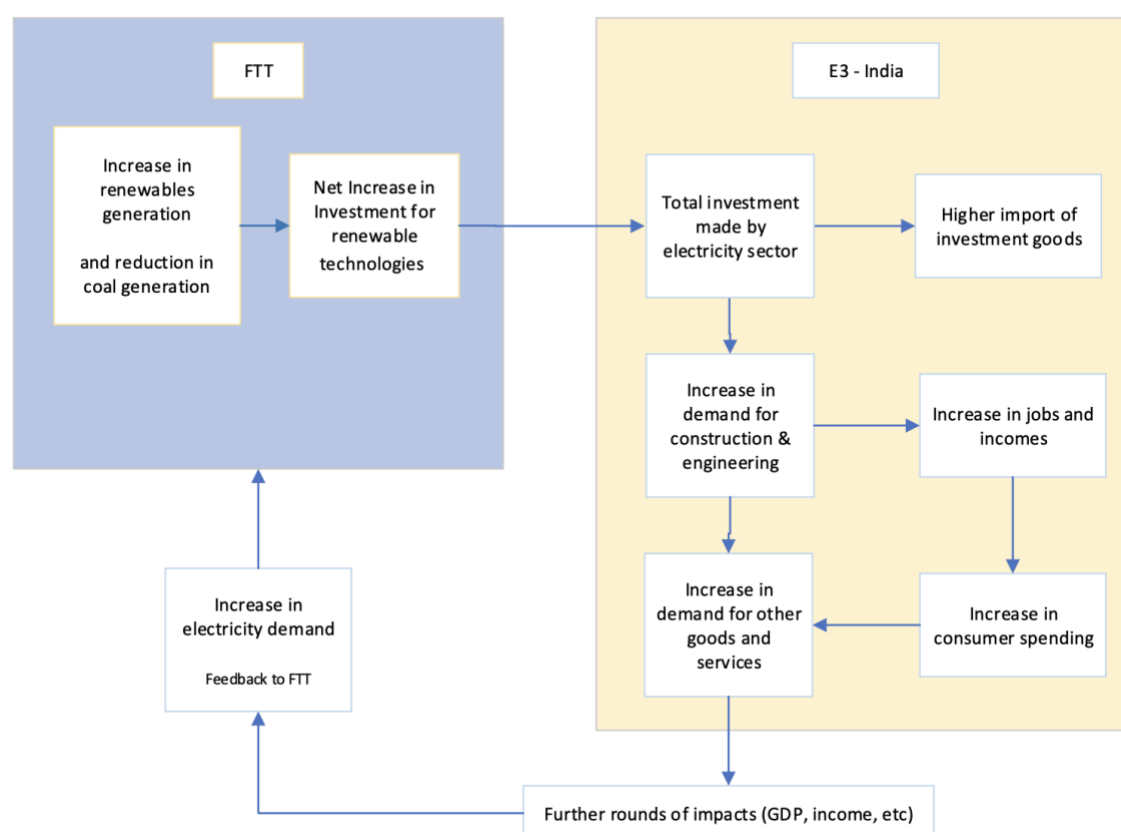 FTT
Increase in
renewables
generation
and reduction in
coal generation
Net Increase in
Investment for
renewable
technologies
E3 - India
Total investment
made by
electricity sector
Higher import of
investment goods
Increase in
demand for
construction &
engineering
Increase in jobs and
incomes
Increase in
demand for other
goods and
services
Increase in
consumer spending
Increase in
electricity demand
Feedback to FTT
Further rounds of impacts (GDP, income, etc)